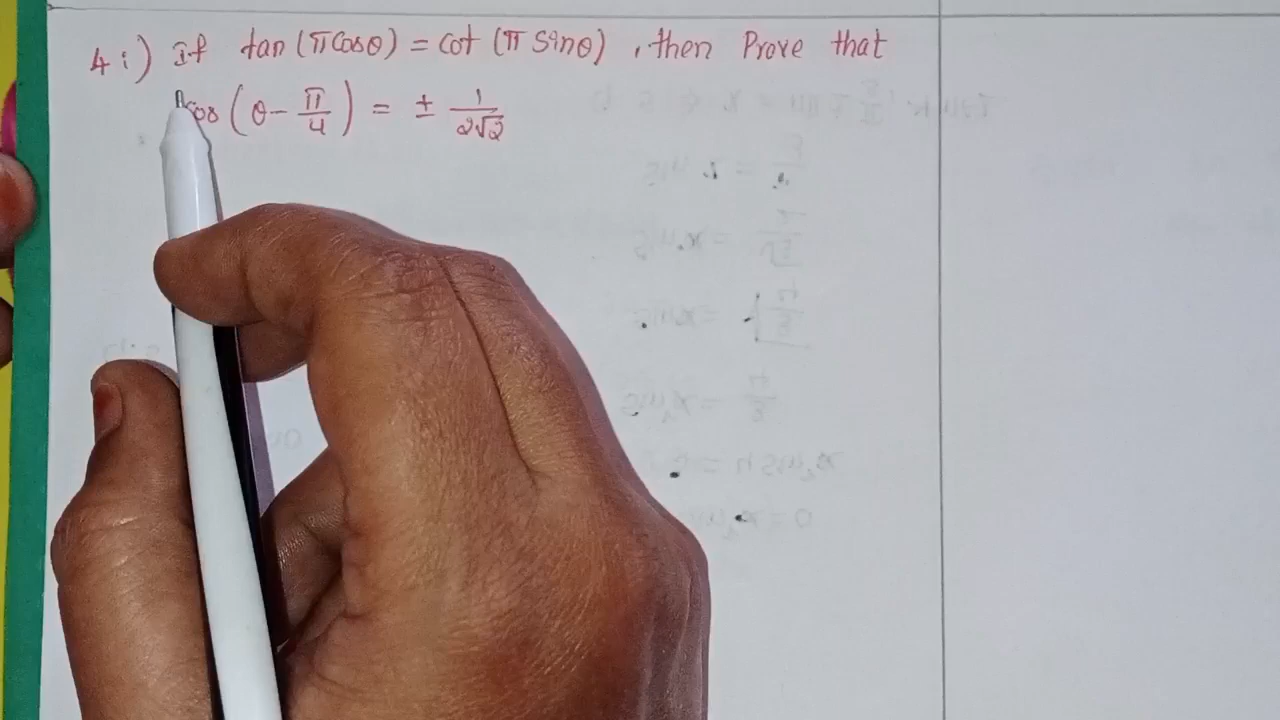 4 i) If tan (π cosθ) = cot (π sinθ) , then Prove that
cos (θ - π/4) = ± 1/2√2